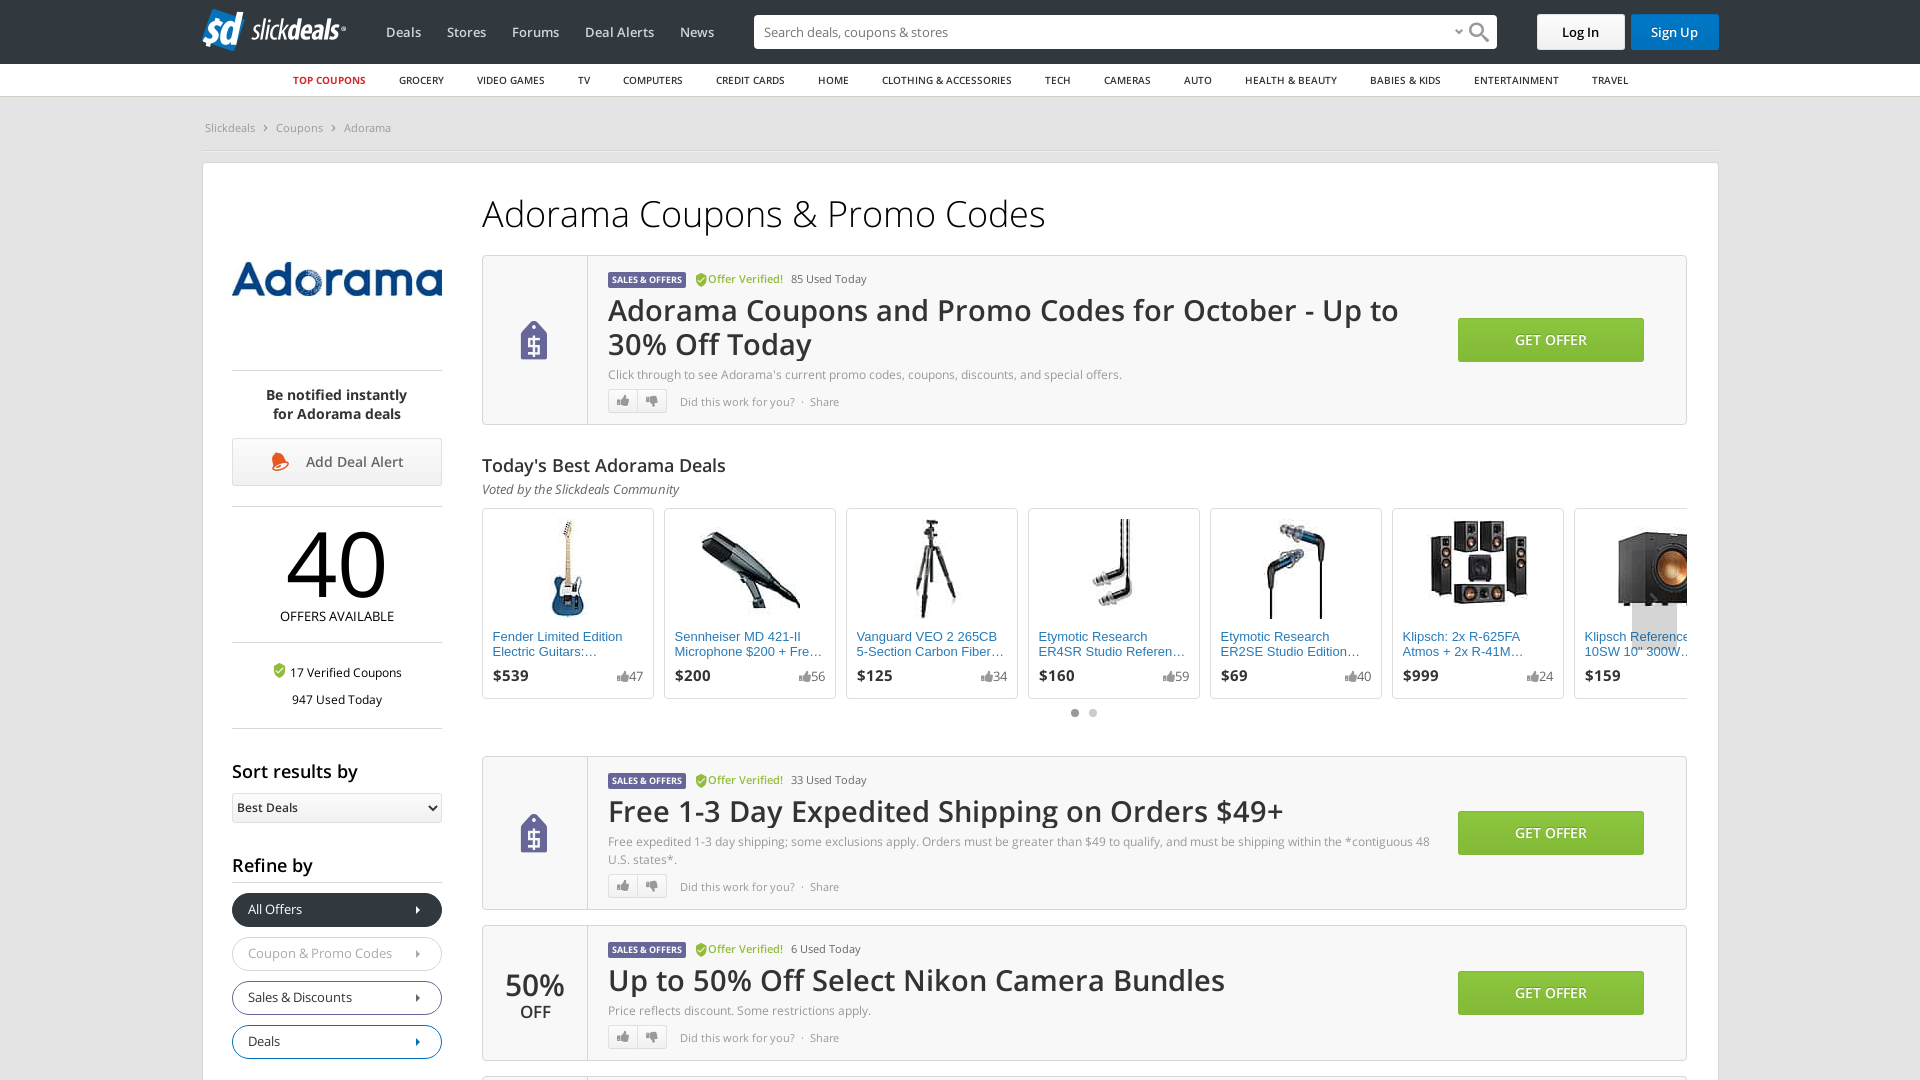 slickdeals
Deals
Stores
Forums
Deal Alerts
News
Search deals, coupons & stores
Log In
Sign Up
TOP COUPONS
GROCERY
VIDEO GAMES
TV
COMPUTERS
CREDIT CARDS
HOME
CLOTHING & ACCESSORIES
TECH
CAMERAS
AUTO
HEALTH & BEAUTY
BABIES & KIDS
ENTERTAINMENT
TRAVEL
Slickdeals
Coupons
Adorama
Adorama
Be notified instantly
for Adorama deals
Add Deal Alert
40
OFFERS AVAILABLE
17 Verified Coupons
947 Used Today
Sort results by
Best Deals
Refine by
All Offers
Coupon & Promo Codes
Sales & Discounts
Deals
Adorama Coupons & Promo Codes
SALES & OFFERS
Offer Verified!
85 Used Today
Adorama Coupons and Promo Codes for October - Up to
30% Off Today
Click through to see Adorama's current promo codes, coupons, discounts, and special offers.
Did this work for you? · Share
GET OFFER
Today's Best Adorama Deals
Voted by the Slickdeals Community
Fender Limited Edition
Electric Guitars:…
$539
47
Sennheiser MD 421-II
Microphone $200 + Fre…
$200
56
Vanguard VEO 2 265CB
5-Section Carbon Fiber…
$125
34
Etymotic Research
ER4SR Studio Referen…
$160
59
Etymotic Research
ER2SE Studio Edition…
$69
40
Klipsch: 2x R-625FA
Atmos + 2x R-41M…
$999
24
Klipsch Reference
10SW 10" 300W…
$159
SALES & OFFERS
Offer Verified!
33 Used Today
Free 1-3 Day Expedited Shipping on Orders $49+
Free expedited 1-3 day shipping; some exclusions apply. Orders must be greater than $49 to qualify, and must be shipping within the *contiguous 48
U.S. states*.
Did this work for you? · Share
GET OFFER
50%
OFF
SALES & OFFERS
Offer Verified!
6 Used Today
Up to 50% Off Select Nikon Camera Bundles
Price reflects discount. Some restrictions apply.
Did this work for you? · Share
GET OFFER